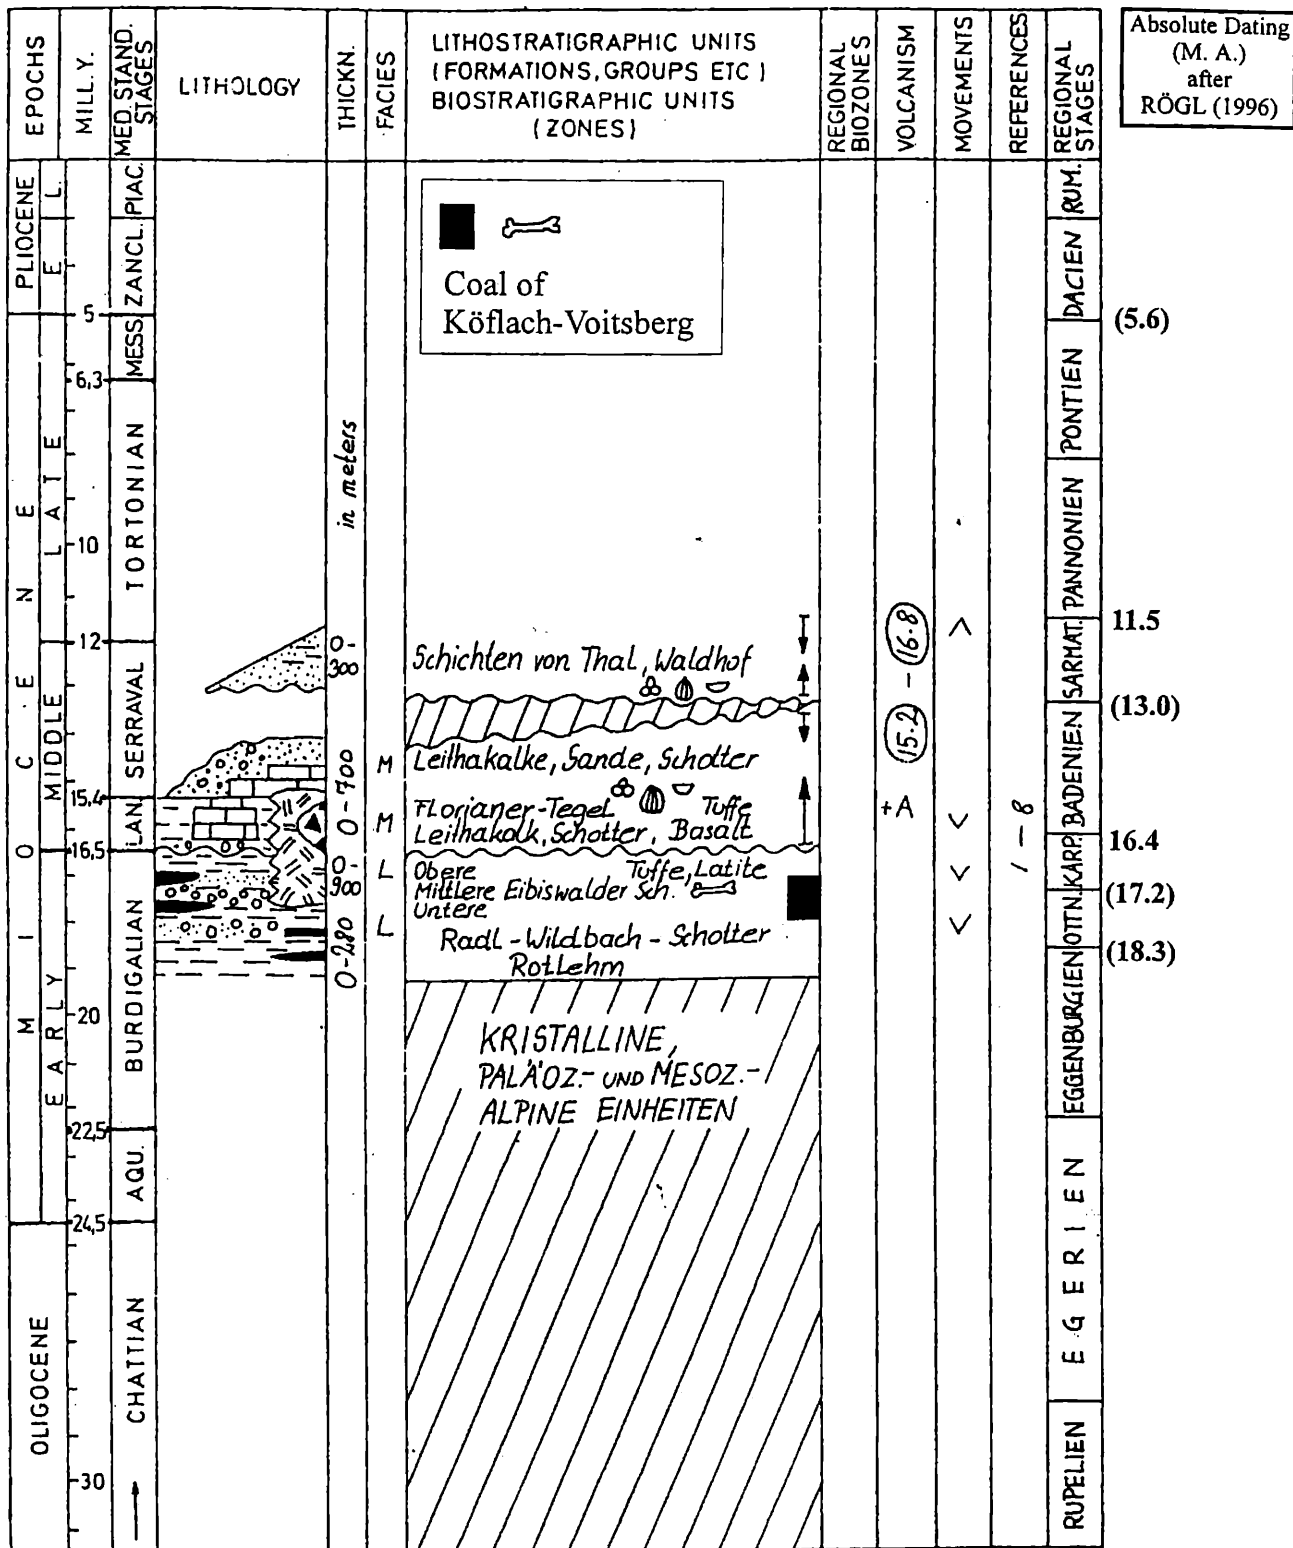 EPOCHS
MILL.Y.
MED. STAND. STAGES
LITHOLOGY
THICKN.
FACIES
LITHOSTRATIGRAPHIC UNITS
(FORMATIONS, GROUPS ETC)
BIOSTRATIGRAPHIC UNITS
(ZONES)
REGIONAL BIOZONES
VOLCANISM
MOVEMENTS
REFERENCES
REGIONAL STAGES
Absolute Dating
(M. A.)
after
RÖGL (1996)
PLIOCENE
L.
E
MIOCENE
LATE
MIDDLE
EARLY
OLIGOCENE
5
6,3
10
12
15,4
16,5
20
22,5
24,5
30
PIAC.
ZANCL.
MESS.
TORTONIAN
SERRAVAL
LAN.
BURDIGALIAN
AQU.
CHATTIAN
in meters
0-300
0-700
0-900
0-280
M
M
L
L
Coal of
Köflach-Voitsberg
Schichten von Thal, Waldhof
Leithakalke, Sande, Schotter
Florianer-Tegel Tuffe
Leithakalk, Schotter, Basalt
Obere Tuffe, Latite
Mittlere Eibiswalder Sch.
Untere
Radl-Wildbach-Schotter
Rotlehm
KRISTALLINE,
PALÄOZ.- UND MESOZ.-
ALPINE EINHEITEN
15.2 - 16.8
+A
1-8
RUM.
DACIEN
PONTIEN
PANNONIEN
SARMAT.
BADENIEN
KARP.
OTTN.
EGGENBURGIEN
EGERIEN
RUPELIEN
(5.6)
11.5
(13.0)
16.4
(17.2)
(18.3)